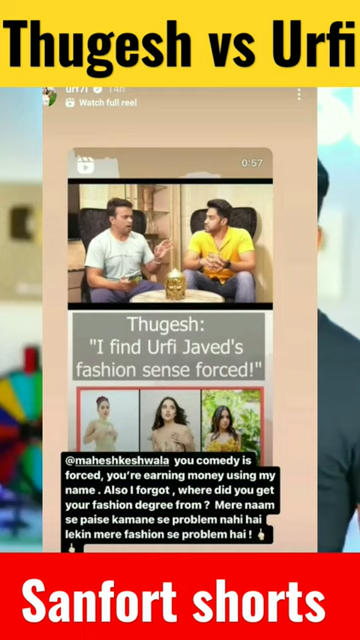 Thugesh vs Urfi
urf7i 14h
Watch full reel
0:57
Thugesh:
"I find Urfi Javed's
fashion sense forced!"
@maheshkeshwala you comedy is
forced, you're earning money using my
name . Also I forgot , where did you get
your fashion degree from ? Mere naam
se paise kamane se problem nahi hai
lekin mere fashion se problem hai ! 👆🏻
👆🏻
Sanfort shorts